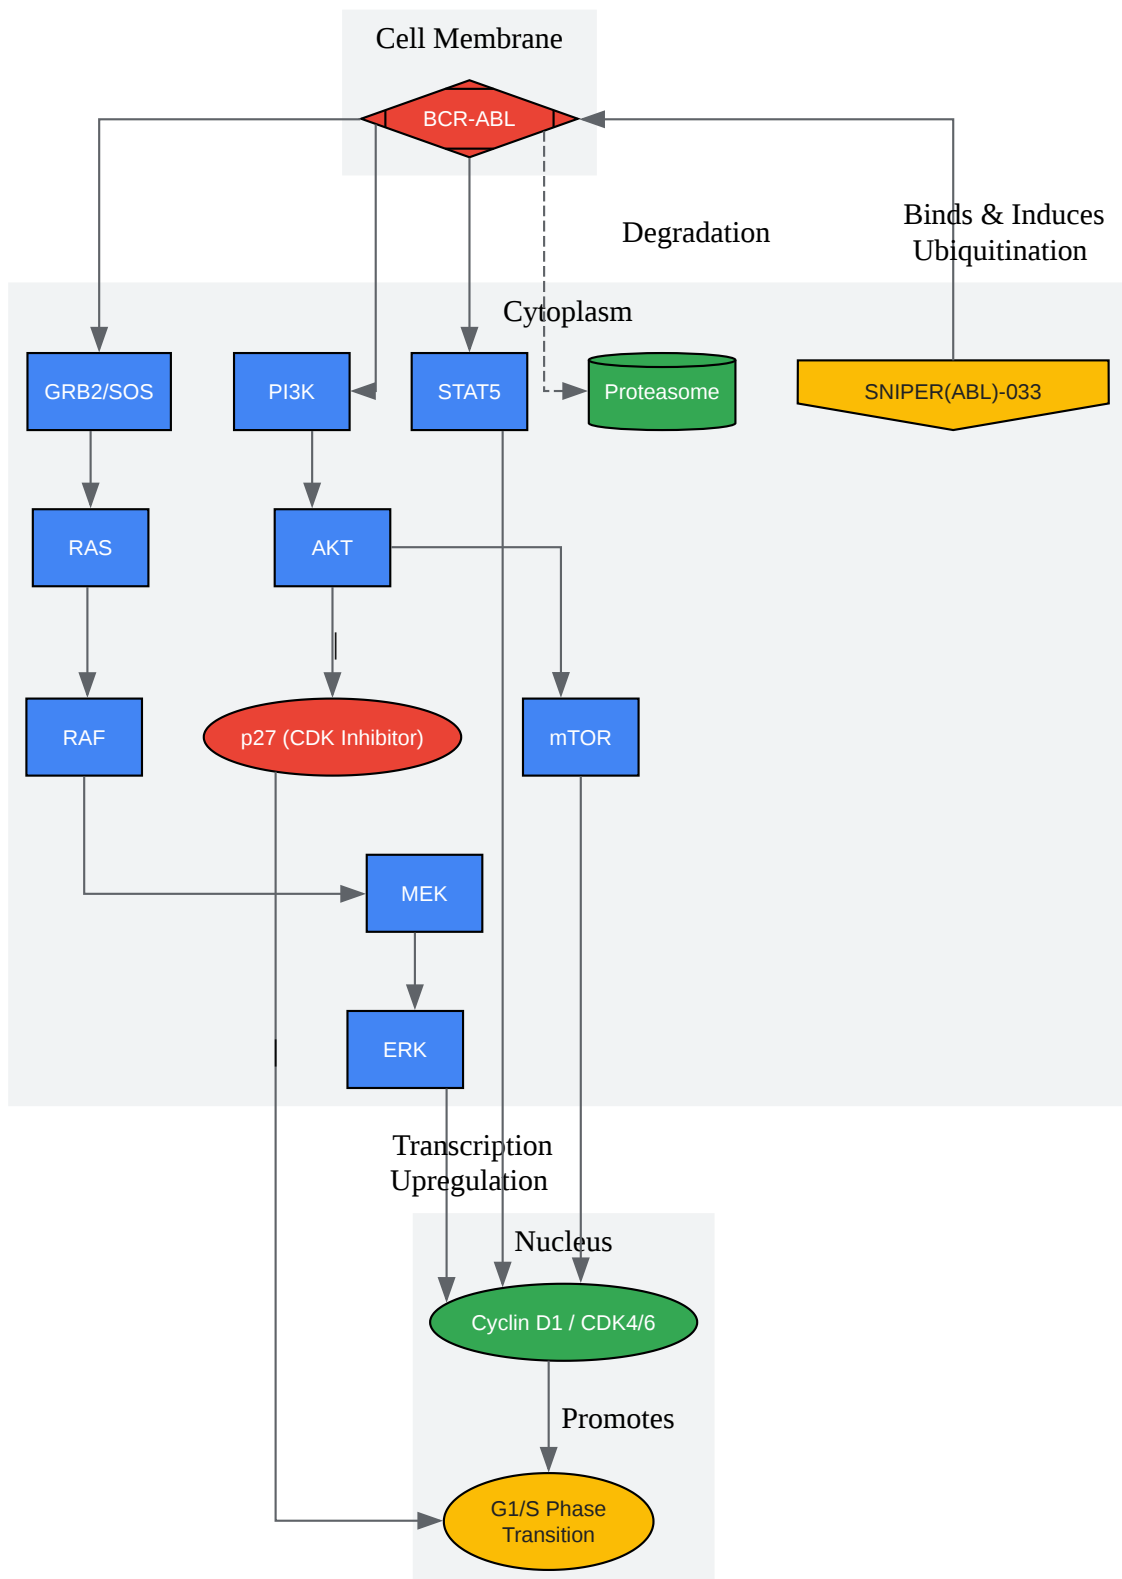 Cell Membrane
BCR-ABL
Degradation
Binds & Induces
Ubiquitination
Cytoplasm
GRB2/SOS
PI3K
STAT5
Proteasome
SNIPER(ABL)-033
RAS
AKT
|
RAF
p27 (CDK Inhibitor)
mTOR
MEK
|
ERK
Transcription
Upregulation
Nucleus
Cyclin D1 / CDK4/6
Promotes
G1/S Phase
Transition